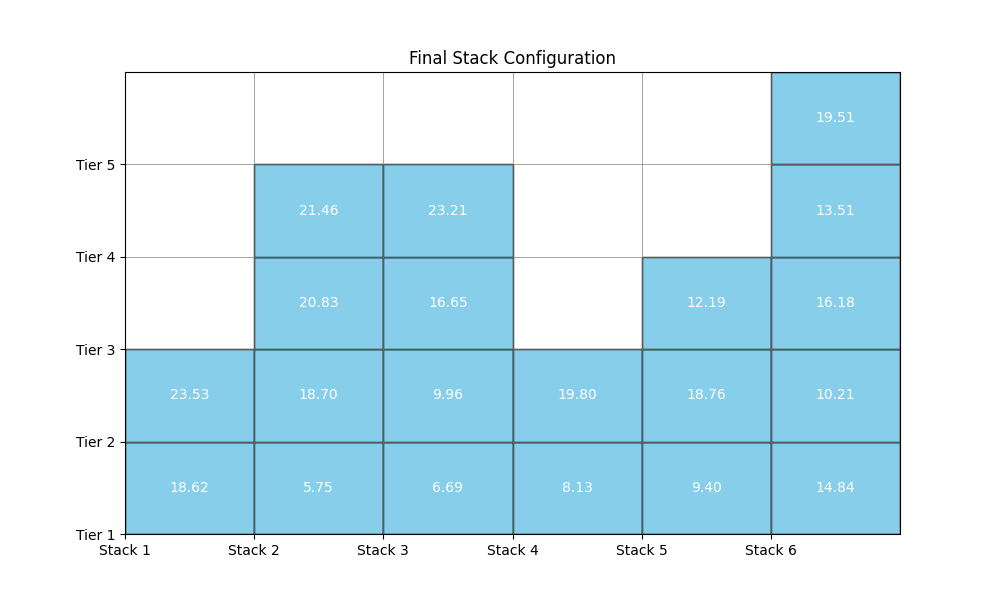 Final Stack Configuration
19.51
Tier 5
21.46 23.21 13.51
Tier 4
20.83 16.65 12.19 16.18
Tier 3
23.53 18.70 9.96 19.80 18.76 10.21
Tier 2
18.62 5.75 6.69 8.13 9.40 14.84
Tier 1
Stack 1 Stack 2 Stack 3 Stack 4 Stack 5 Stack 6